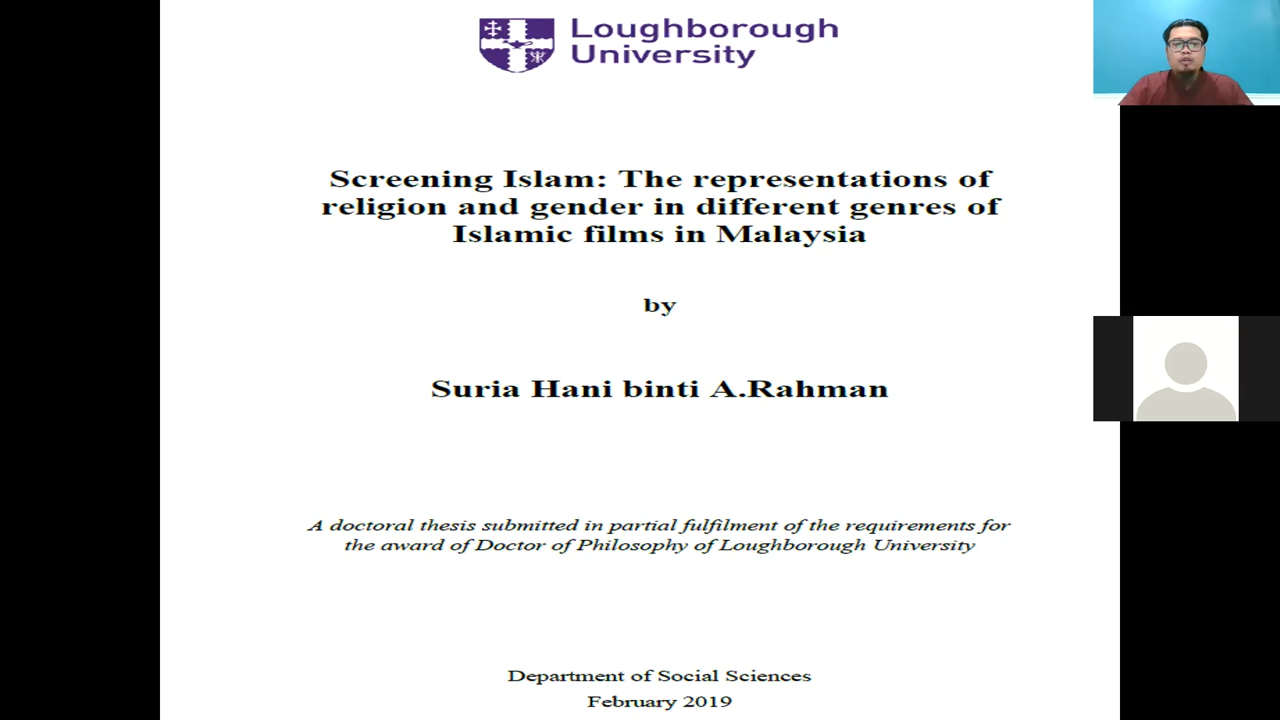 Loughborough
University
Screening Islam: The representations of
religion and gender in different genres of
Islamic films in Malaysia
by
Suria Hani binti A.Rahman
A doctoral thesis submitted in partial fulfilment of the requirements for
the award of Doctor of Philosophy of Loughborough University
Department of Social Sciences
February 2019